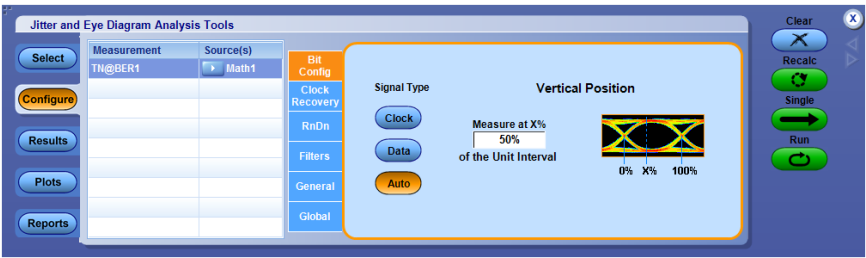 Jitter and Eye Diagram Analysis Tools
Clear
X
Select
Measurement Source(s)
TN@BER1 Math1
Configure
Results
Plots
Reports
Bit
Config
Clock
Recovery
RnDn
Filters
General
Global
Signal Type
Clock
Data
Auto
Vertical Position
Measure at X%
50%
of the Unit Interval
0% X% 100%
Recalc
Single
Run